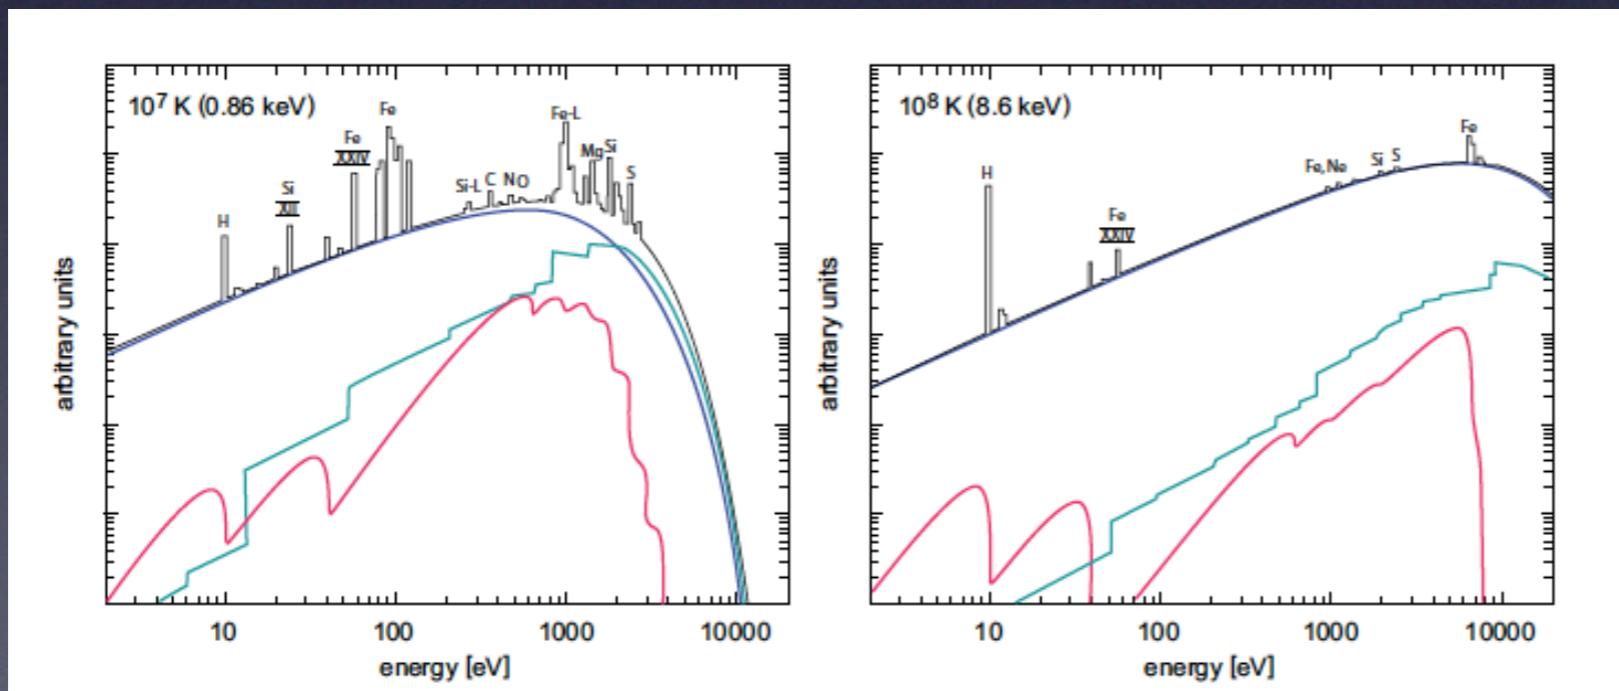 10⁷ K (0.86 keV)
H
Si
XII
Fe
XXIV
Fe
Si-L
C
N
O
Fe-L
Mg
Si
S
arbitrary units
10
100
1000
10000
energy [eV]
10⁸ K (8.6 keV)
H
Fe
XXIV
Fe,Ne
Si
S
Fe
arbitrary units
10
100
1000
10000
energy [eV]